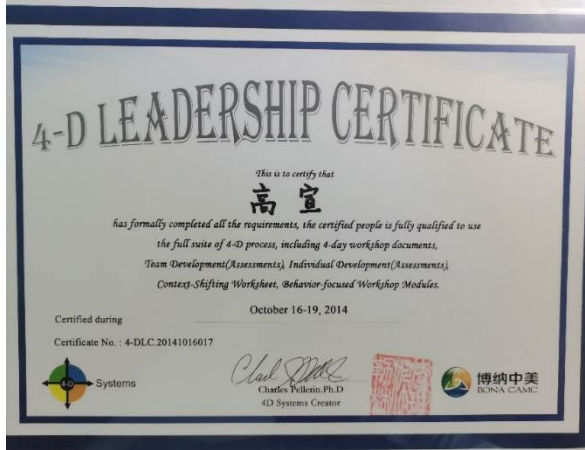 4-D LEADERSHIP CERTIFICATE
This is to certify that
高宣
has formally completed all the requirements, the certified people is fully qualified to use
the full suite of 4-D process, including 4-day workshop documents,
Team Development(Assessments), Individual Development(Assessments),
Context-Shifting Worksheet, Behavior-focused Workshop Modules.
Certified during October 16-19, 2014
Certificate No. : 4-DLC.20141016017
4-D Systems
Charles Pellerin.Ph.D
4D Systems Creator
博纳中美
BONA CAMC